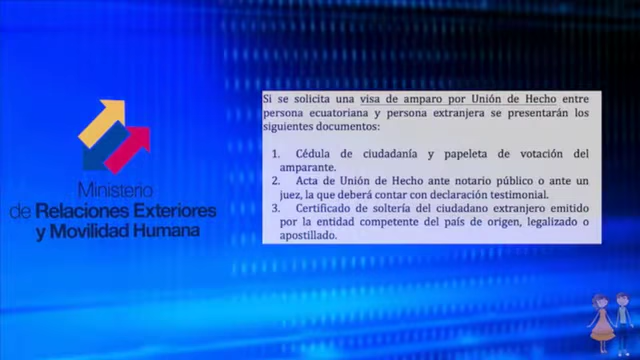 Ministerio
de Relaciones Exteriores
y Movilidad Humana
Si se solicita una visa de amparo por Unión de Hecho entre
persona ecuatoriana y persona extranjera se presentarán los
siguientes documentos:
1. Cédula de ciudadanía y papeleta de votación del
amparante.
2. Acta de Unión de Hecho ante notario público o ante un
juez, la que deberá contar con declaración testimonial.
3. Certificado de soltería del ciudadano extranjero emitido
por la entidad competente del país de origen, legalizado o
apostillado.